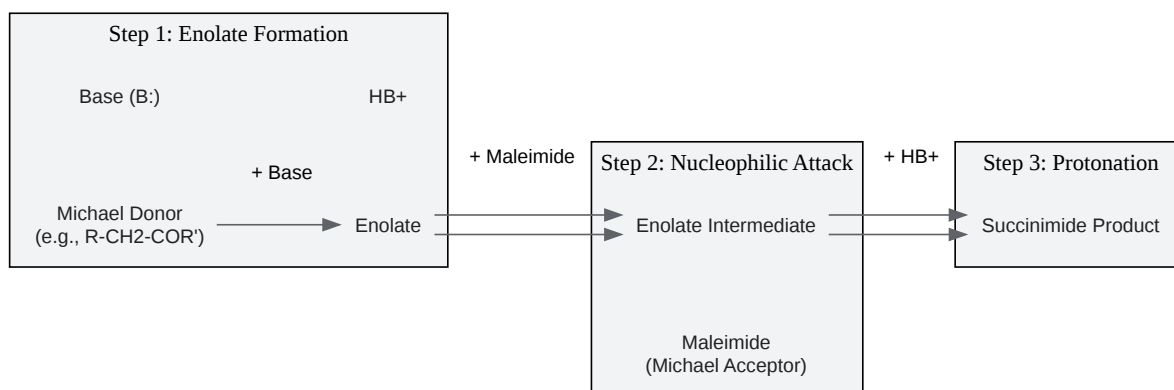 Step 1: Enolate Formation
Base (B:)
HB+
+ Base
Michael Donor
(e.g., R-CH2-COR')
Enolate
+ Maleimide
Step 2: Nucleophilic Attack
Enolate Intermediate
Maleimide
(Michael Acceptor)
+ HB+
Step 3: Protonation
Succinimide Product